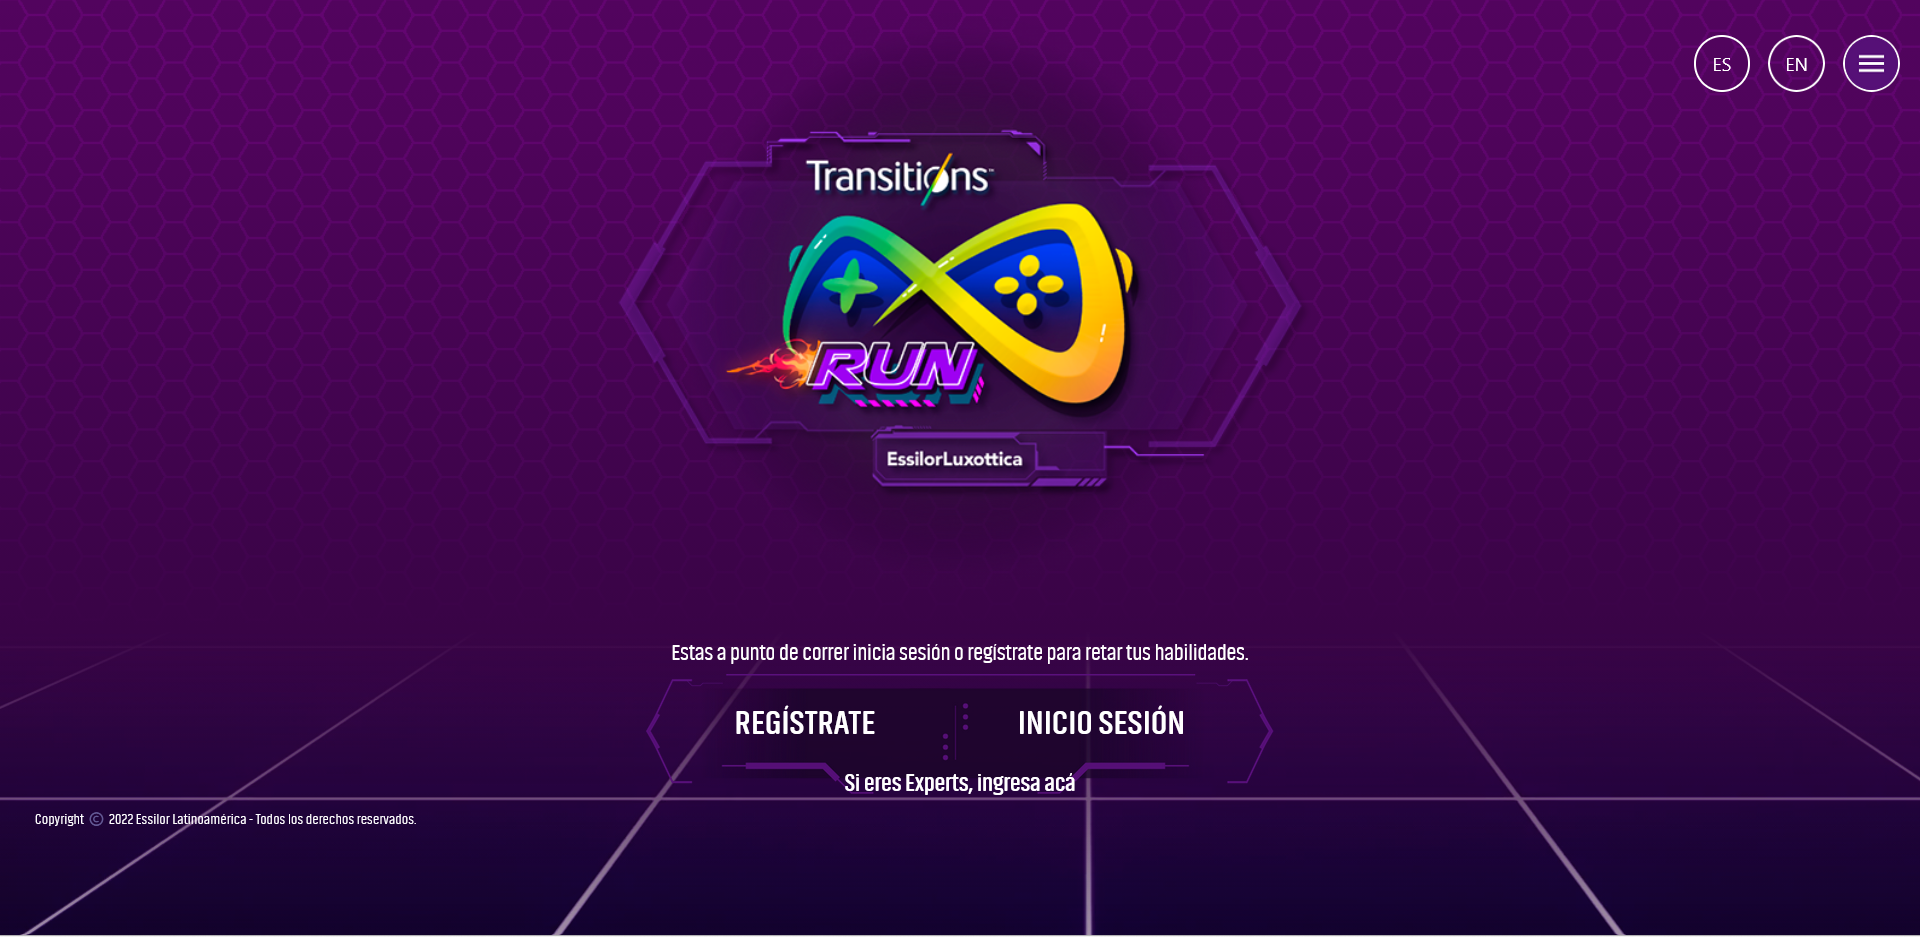 ES EN
Transitions™
RUN
EssilorLuxottica
Estas a punto de correr inicia sesión o regístrate para retar tus habilidades.
REGÍSTRATE INICIO SESIÓN
Si eres Experts, ingresa acá
Copyright © 2022 Essilor Latinoamérica - Todos los derechos reservados.